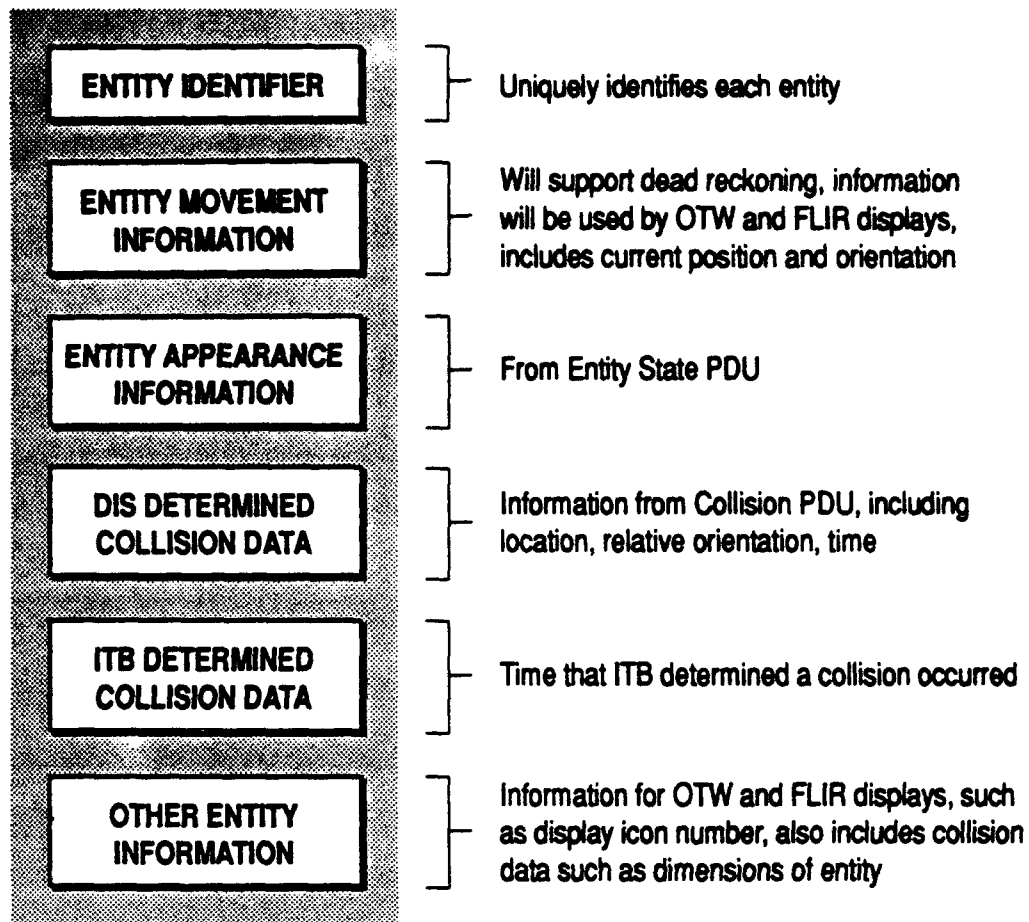 ENTITY IDENTIFIER
Uniquely identifies each entity
ENTITY MOVEMENT
INFORMATION
Will support dead reckoning, information
will be used by OTW and FLIR displays,
includes current position and orientation
ENTITY APPEARANCE
INFORMATION
From Entity State PDU
DIS DETERMINED
COLLISION DATA
Information from Collision PDU, including
location, relative orientation, time
ITB DETERMINED
COLLISION DATA
Time that ITB determined a collision occurred
OTHER ENTITY
INFORMATION
Information for OTW and FLIR displays, such
as display icon number, also includes collision
data such as dimensions of entity